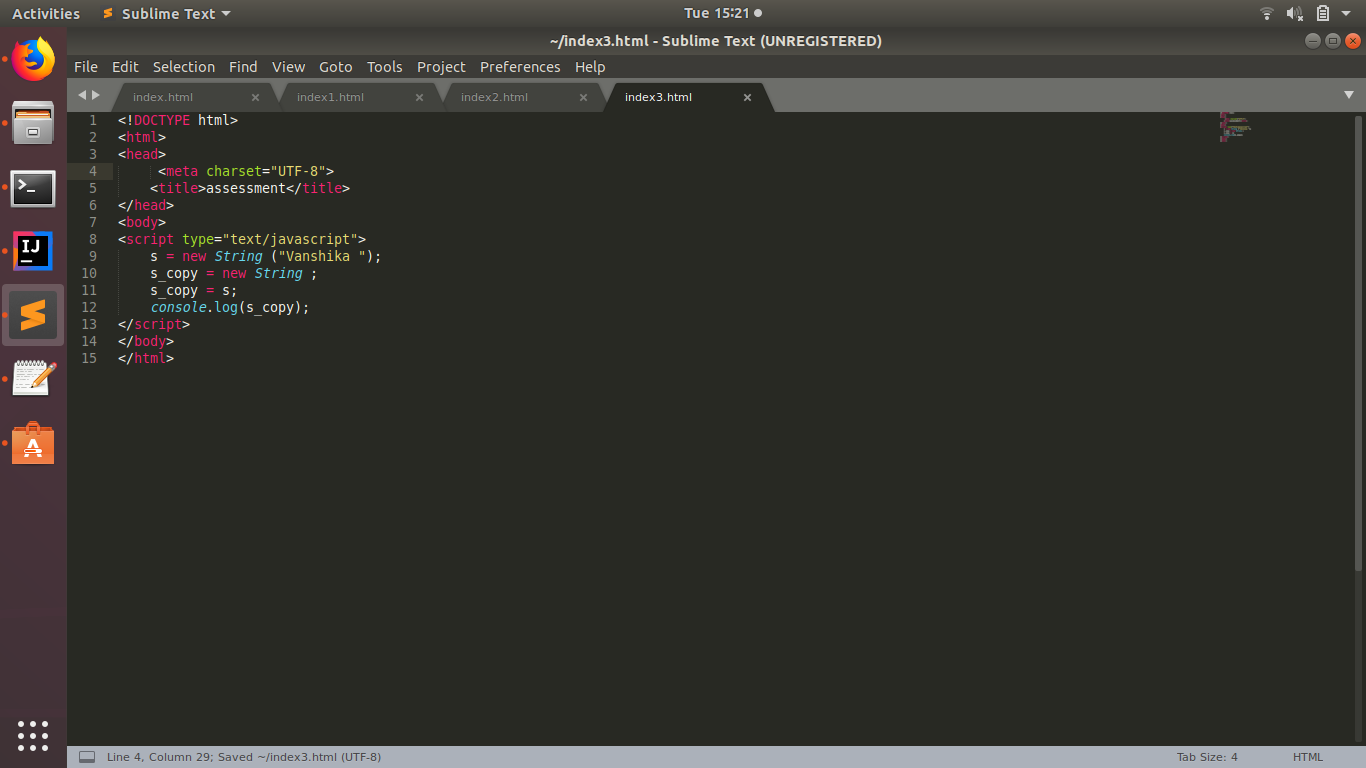 Activities Sublime Text Tue 15:21
~/index3.html - Sublime Text (UNREGISTERED)
File Edit Selection Find View Goto Tools Project Preferences Help
index.html index1.html index2.html index3.html
1 <!DOCTYPE html>
2 <html>
3 <head>
4 <meta charset="UTF-8">
5 <title>assessment</title>
6 </head>
7 <body>
8 <script type="text/javascript">
9 s = new String ("Vanshika ");
10 s_copy = new String ;
11 s_copy = s;
12 console.log(s_copy);
13 </script>
14 </body>
15 </html>
IJ
Line 4, Column 29; Saved ~/index3.html (UTF-8) Tab Size: 4 HTML